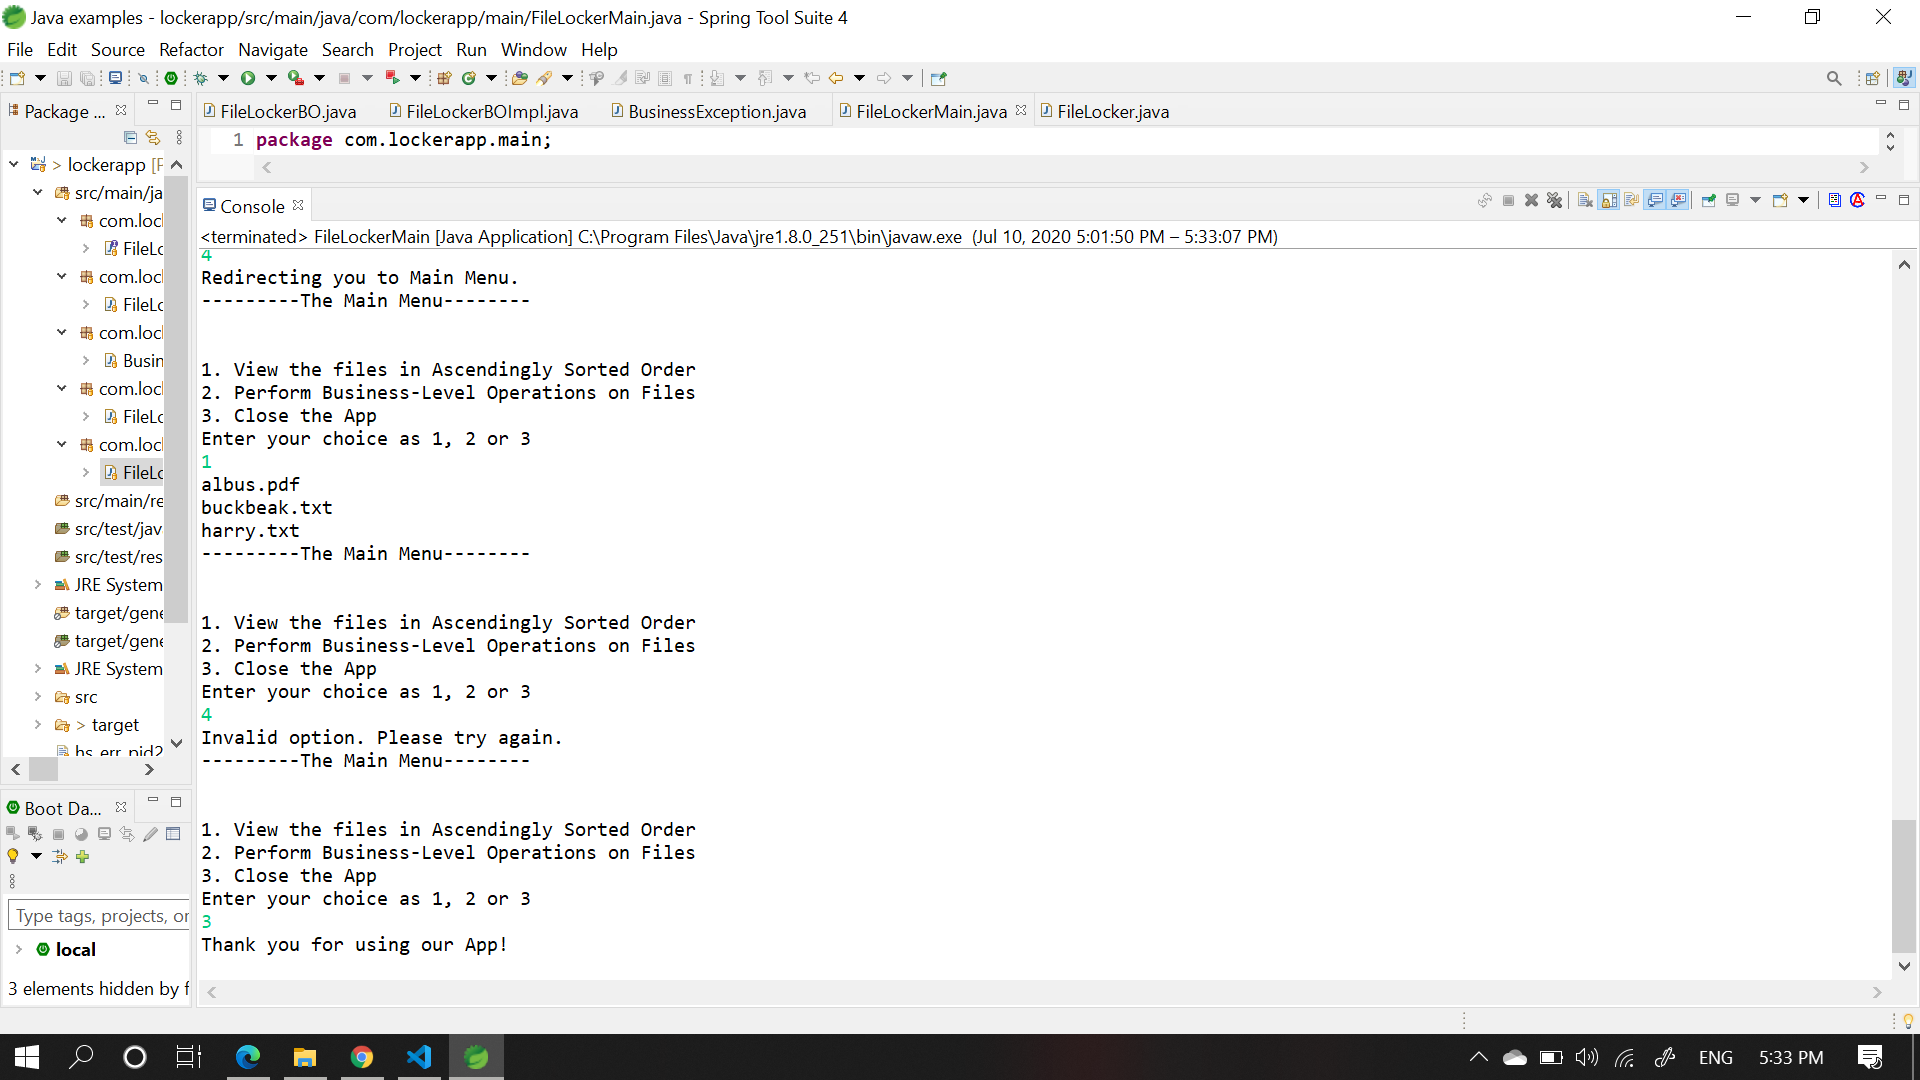 Java examples - lockerapp/src/main/java/com/lockerapp/main/FileLockerMain.java - Spring Tool Suite 4
File Edit Source Refactor Navigate Search Project Run Window Help
Package ...
FileLockerBO.java FileLockerBOImpl.java BusinessException.java FileLockerMain.java FileLocker.java
1 package com.lockerapp.main;
> lockerapp [
src/main/ja
com.loc
FileLo
com.loc
FileLo
com.loc
Busin
com.loc
FileLo
com.loc
FileLo
src/main/re
src/test/jav
src/test/res
JRE System
target/gene
target/gene
JRE System
src
> target
hs_err_pid2
Console
<terminated> FileLockerMain [Java Application] C:\Program Files\Java\jre1.8.0_251\bin\javaw.exe (Jul 10, 2020 5:01:50 PM – 5:33:07 PM)
4
Redirecting you to Main Menu.
---------The Main Menu--------
1. View the files in Ascendingly Sorted Order
2. Perform Business-Level Operations on Files
3. Close the App
Enter your choice as 1, 2 or 3
1
albus.pdf
buckbeak.txt
harry.txt
---------The Main Menu--------
1. View the files in Ascendingly Sorted Order
2. Perform Business-Level Operations on Files
3. Close the App
Enter your choice as 1, 2 or 3
4
Invalid option. Please try again.
---------The Main Menu--------
1. View the files in Ascendingly Sorted Order
2. Perform Business-Level Operations on Files
3. Close the App
Enter your choice as 1, 2 or 3
3
Thank you for using our App!
Boot Da...
Type tags, projects, or
local
3 elements hidden by f
ENG 5:33 PM